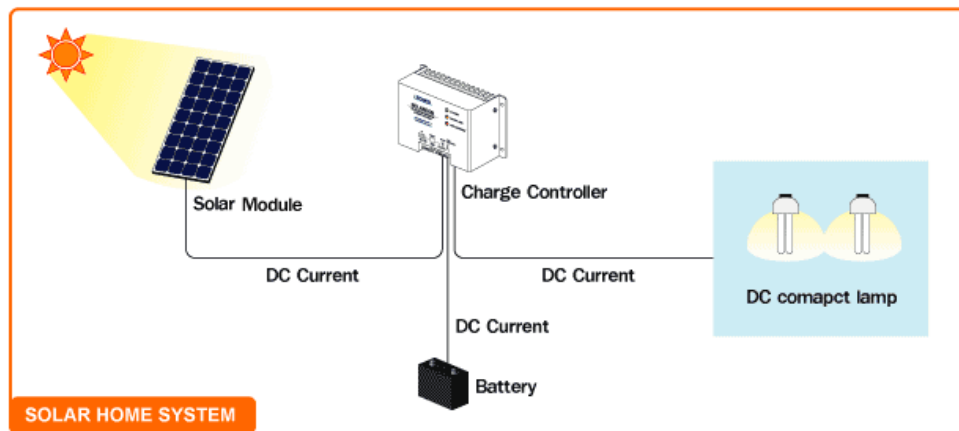 Solar Module
Charge Controller
DC Current
DC Current
DC comapct lamp
DC Current
Battery
SOLAR HOME SYSTEM